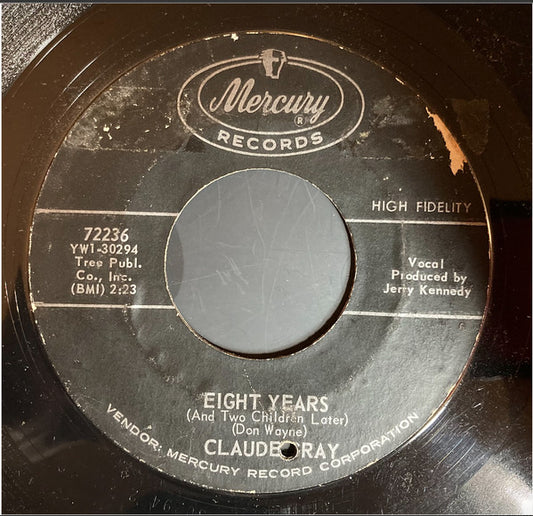 Mercury
®
RECORDS
HIGH FIDELITY
72236
YW1-30294
Tree Publ.
Co., Inc.
(BMI) 2:23
Vocal
Produced by
Jerry Kennedy
EIGHT YEARS
(And Two Children Later)
(Don Wayne)
CLAUDE GRAY
VENDOR: MERCURY RECORD CORPORATION